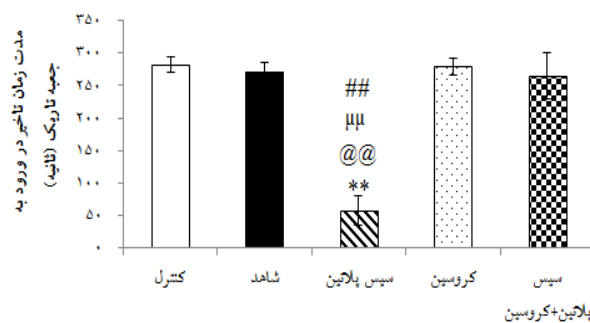 مدت زمان تاخیر در ورود به
جعبه تاریک (ثانیه)
۳۵۰
۳۰۰
۲۵۰
۲۰۰
۱۵۰
۱۰۰
۵۰
۰
##
µµ
@@
**
کنترل
شاهد
سیس پلاتین
کروسین
سیس
پلاتین+کروسین